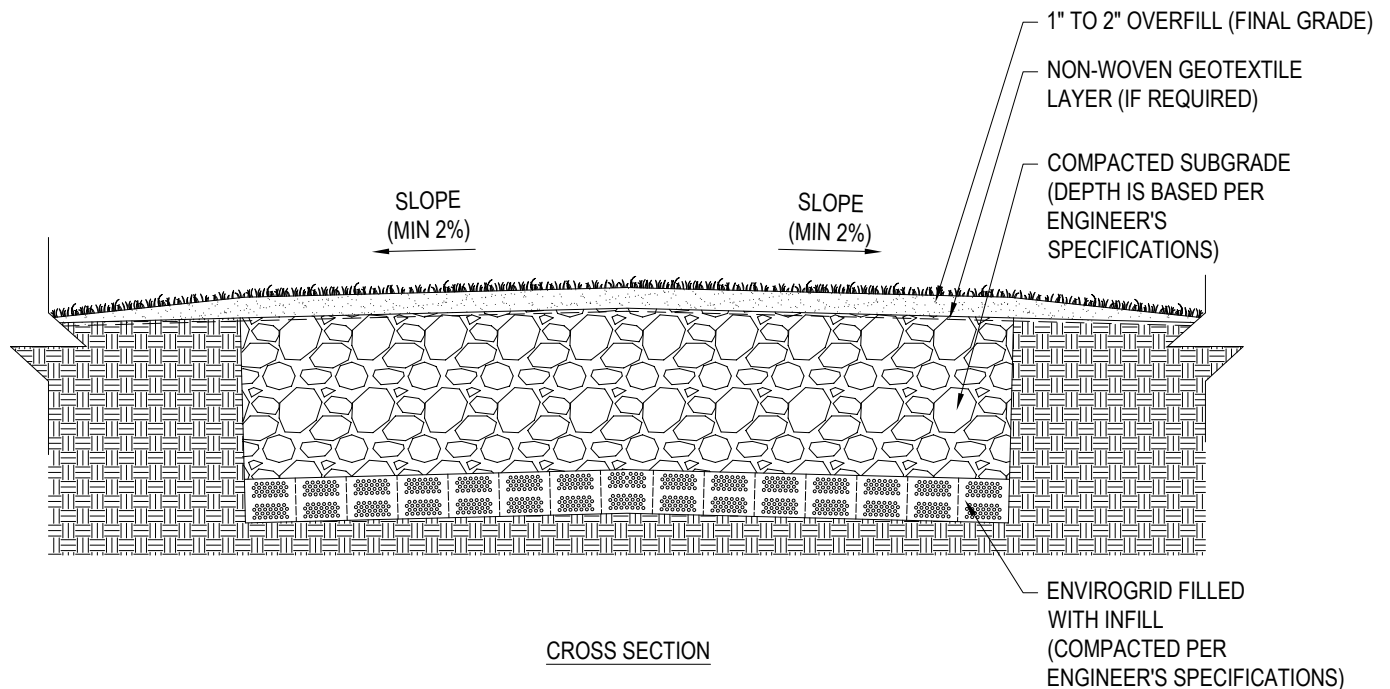 1" TO 2" OVERFILL (FINAL GRADE)
NON-WOVEN GEOTEXTILE
LAYER (IF REQUIRED)
COMPACTED SUBGRADE
(DEPTH IS BASED PER
ENGINEER'S
SPECIFICATIONS)
SLOPE
(MIN 2%)
SLOPE
(MIN 2%)
ENVIROGRID FILLED
WITH INFILL
(COMPACTED PER
ENGINEER'S SPECIFICATIONS)
CROSS SECTION